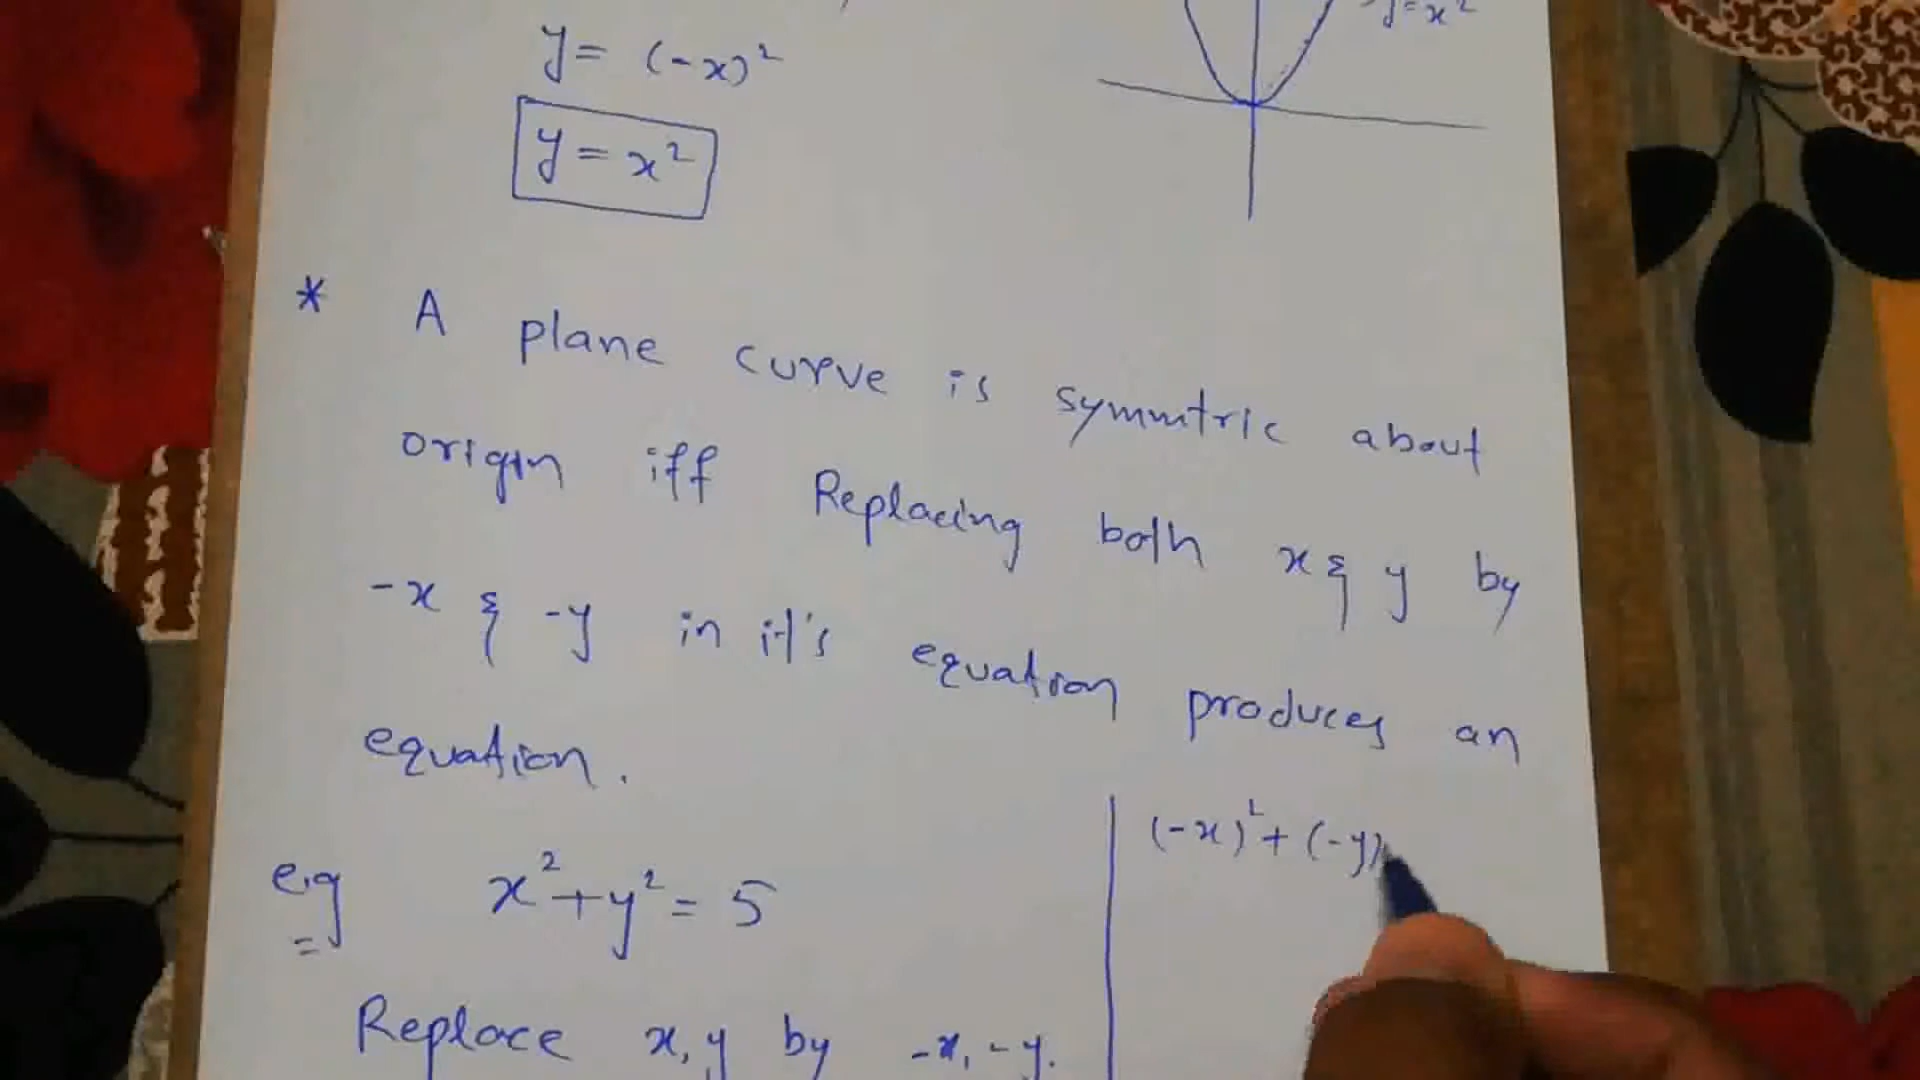 y = x²
y = (-x)²
y = x²
* A plane curve is symmtric about
origin iff Replacing both x & y by
-x & -y in it's equation produces an
equation.
e.g x² + y² = 5
(-x)² + (-y)
Replace x, y by -x, -y.